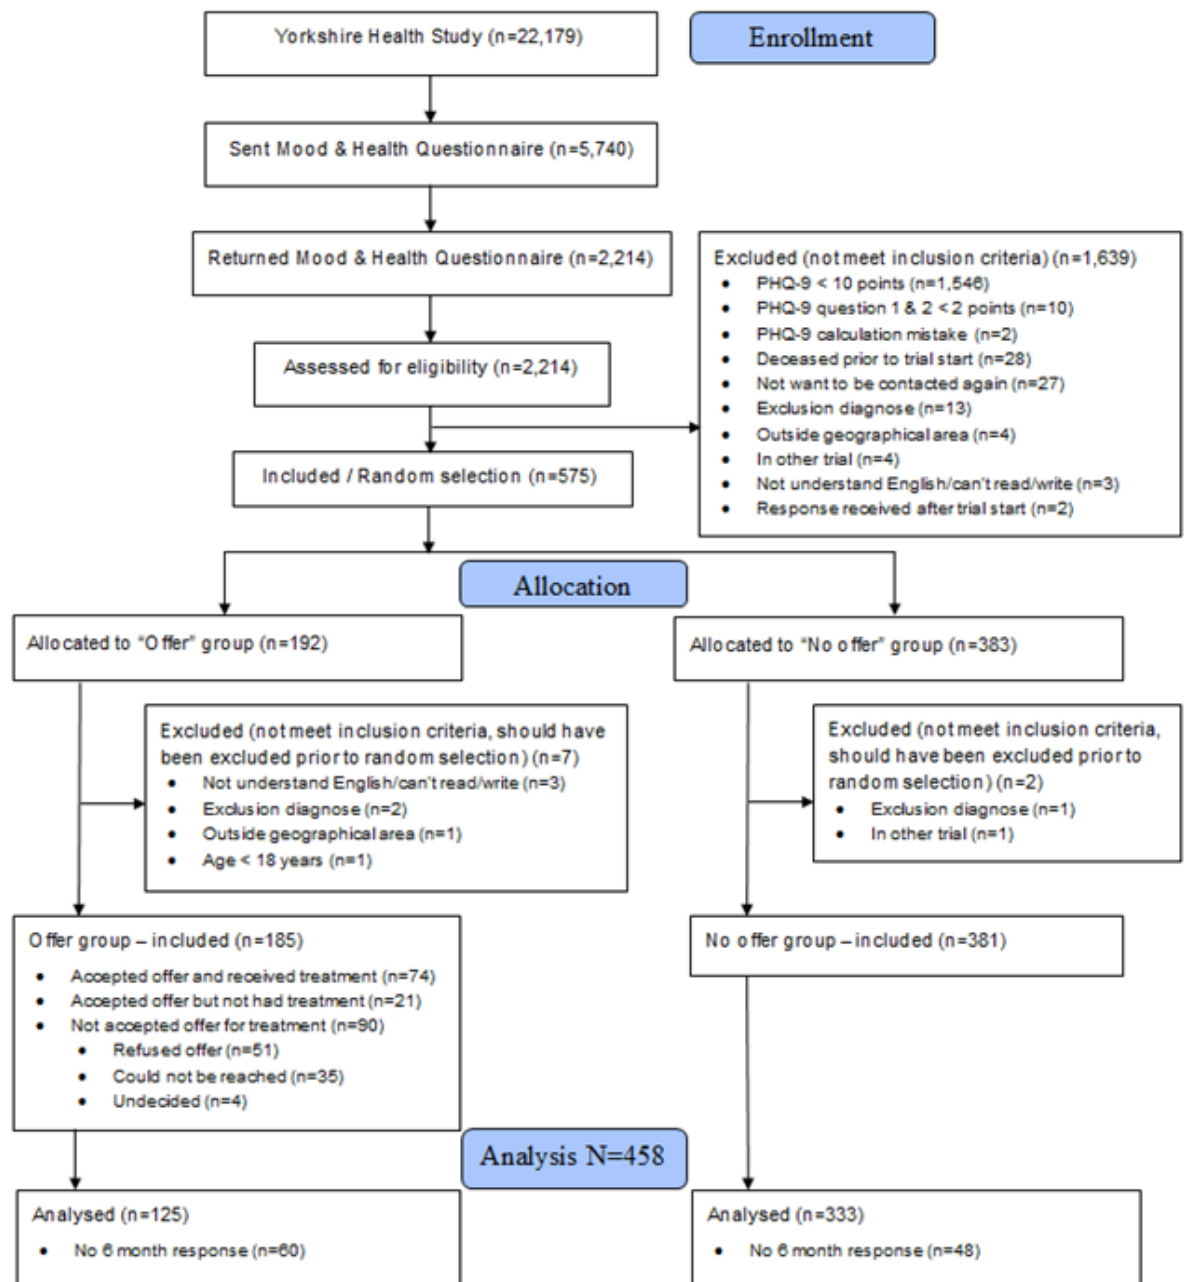 Yorkshire Health Study (n=22,179)
Enrollment
Sent Mood & Health Questionnaire (n=5,740)
Returned Mood & Health Questionnaire (n=2,214)
Excluded (not meet inclusion criteria) (n=1,639)
• PHQ-9 < 10 points (n=1,546)
• PHQ-9 question 1 & 2 < 2 points (n=10)
• PHQ-9 calculation mistake (n=2)
• Deceased prior to trial start (n=28)
• Not want to be contacted again (n=27)
• Exclusion diagnose (n=13)
• Outside geographical area (n=4)
• In other trial (n=4)
• Not understand English/can't read/write (n=3)
• Response received after trial start (n=2)
Assessed for eligibility (n=2,214)
Included / Random selection (n=575)
Allocation
Allocated to “Offer” group (n=192)
Allocated to “No offer” group (n=383)
Excluded (not meet inclusion criteria, should have
been excluded prior to random selection) (n=7)
• Not understand English/can't read/write (n=3)
• Exclusion diagnose (n=2)
• Outside geographical area (n=1)
• Age < 18 years (n=1)
Excluded (not meet inclusion criteria,
should have been excluded prior to
random selection) (n=2)
• Exclusion diagnose (n=1)
• In other trial (n=1)
Offer group – included (n=185)
• Accepted offer and received treatment (n=74)
• Accepted offer but not had treatment (n=21)
• Not accepted offer for treatment (n=90)
• Refused offer (n=51)
• Could not be reached (n=35)
• Undecided (n=4)
No offer group – included (n=381)
Analysis N=458
Analysed (n=125)
• No 6 month response (n=60)
Analysed (n=333)
• No 6 month response (n=48)